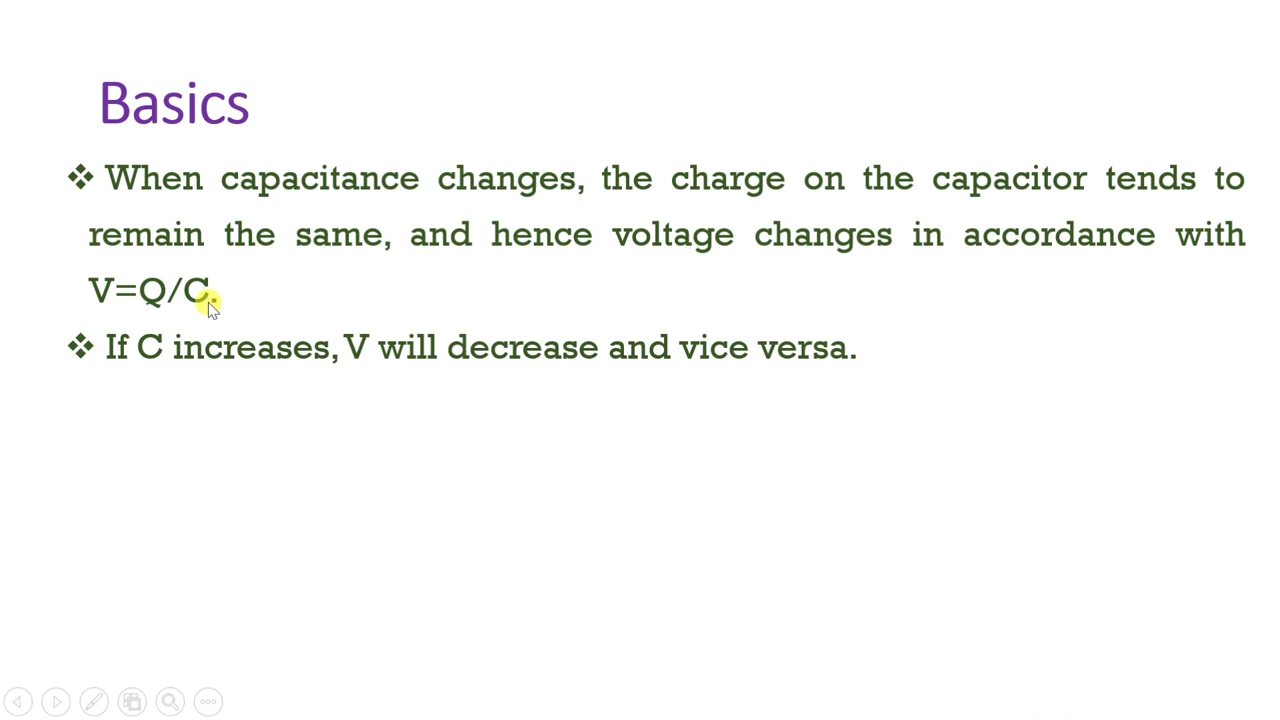 Basics
❖ When capacitance changes, the charge on the capacitor tends to
remain the same, and hence voltage changes in accordance with
V=Q/C.
❖ If C increases, V will decrease and vice versa.